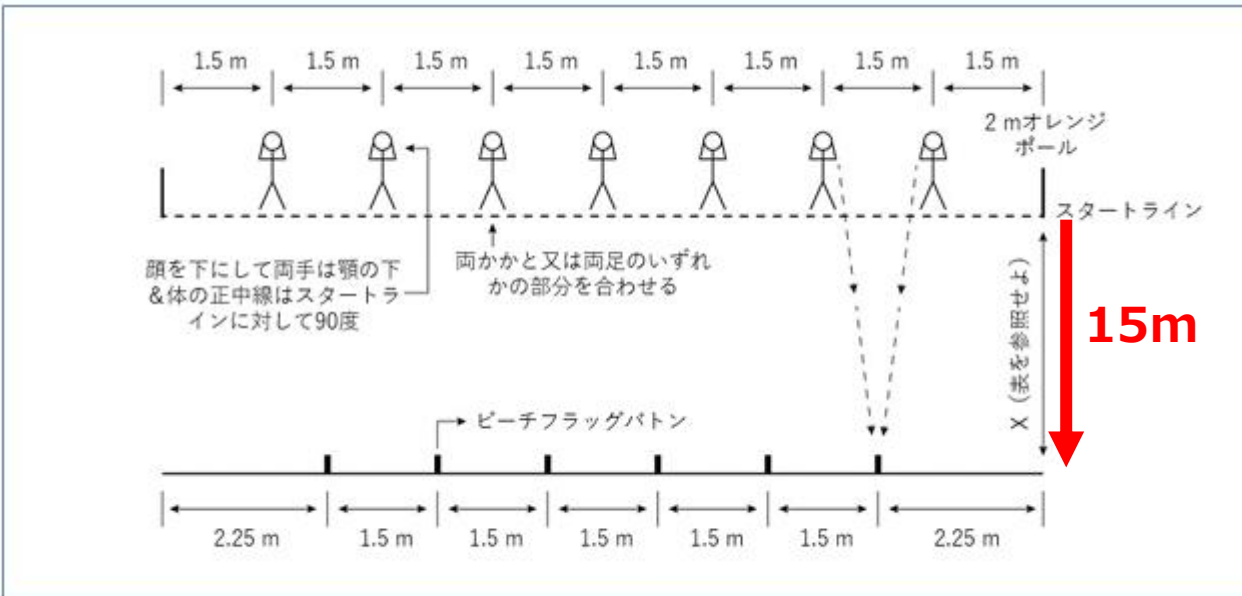 1.5 m 1.5 m 1.5 m 1.5 m 1.5 m 1.5 m 1.5 m 1.5 m
2 mオレンジ
ポール
スタートライン
顔を下にして両手は顎の下
&体の正中線はスタートラ
インに対して90度
両かかと又は両足のいずれ
かの部分を合わせる
X（表を参照せよ）
15m
ビーチフラッグバトン
2.25 m 1.5 m 1.5 m 1.5 m 1.5 m 1.5 m 2.25 m